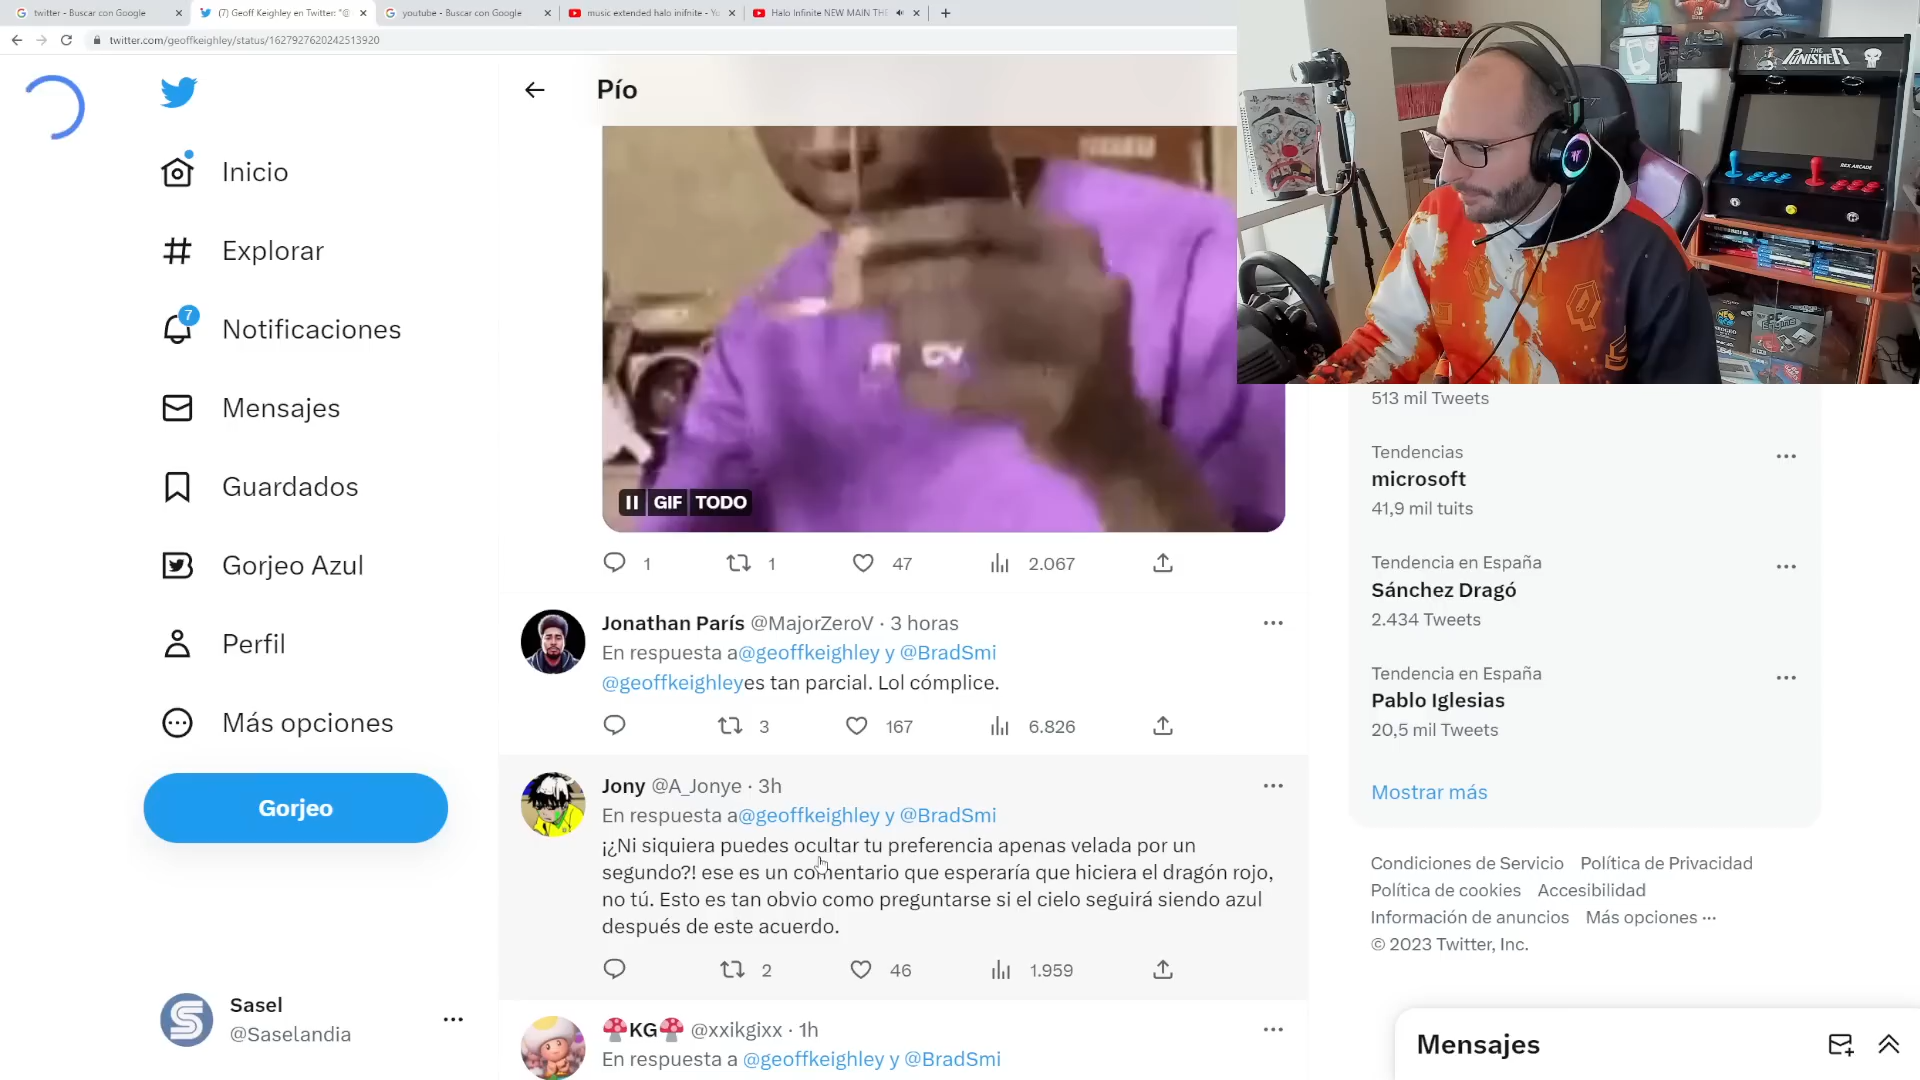 twitter - Buscar con Google
(7) Geoff Keighley en Twitter: "@
youtube - Buscar con Google
music extended halo inifnite - Yo
Halo Infinite NEW MAIN THE
twitter.com/geoffkeighley/status/1627927620242513920
Pío
Inicio
Explorar
7
Notificaciones
Mensajes
Guardados
Gorjeo Azul
Perfil
Más opciones
Gorjeo
Sasel
@Saselandia
GIF
TODO
1
1
47
2.067
Jonathan París @MajorZeroV · 3 horas
En respuesta a@geoffkeighley y @BradSmi
@geoffkeighleyes tan parcial. Lol cómplice.
3
167
6.826
Jony @A_Jonye · 3h
En respuesta a@geoffkeighley y @BradSmi
¡¿Ni siquiera puedes ocultar tu preferencia apenas velada por un
segundo?! ese es un comentario que esperaría que hiciera el dragón rojo,
no tú. Esto es tan obvio como preguntarse si el cielo seguirá siendo azul
después de este acuerdo.
2
46
1.959
KG @xxikgixx · 1h
En respuesta a @geoffkeighley y @BradSmi
THE
PUNISHER
REX ARCADE
513 mil Tweets
Tendencias
microsoft
41,9 mil tuits
Tendencia en España
Sánchez Dragó
2.434 Tweets
Tendencia en España
Pablo Iglesias
20,5 mil Tweets
Mostrar más
Condiciones de Servicio Política de Privacidad
Política de cookies Accesibilidad
Información de anuncios Más opciones ···
© 2023 Twitter, Inc.
Mensajes